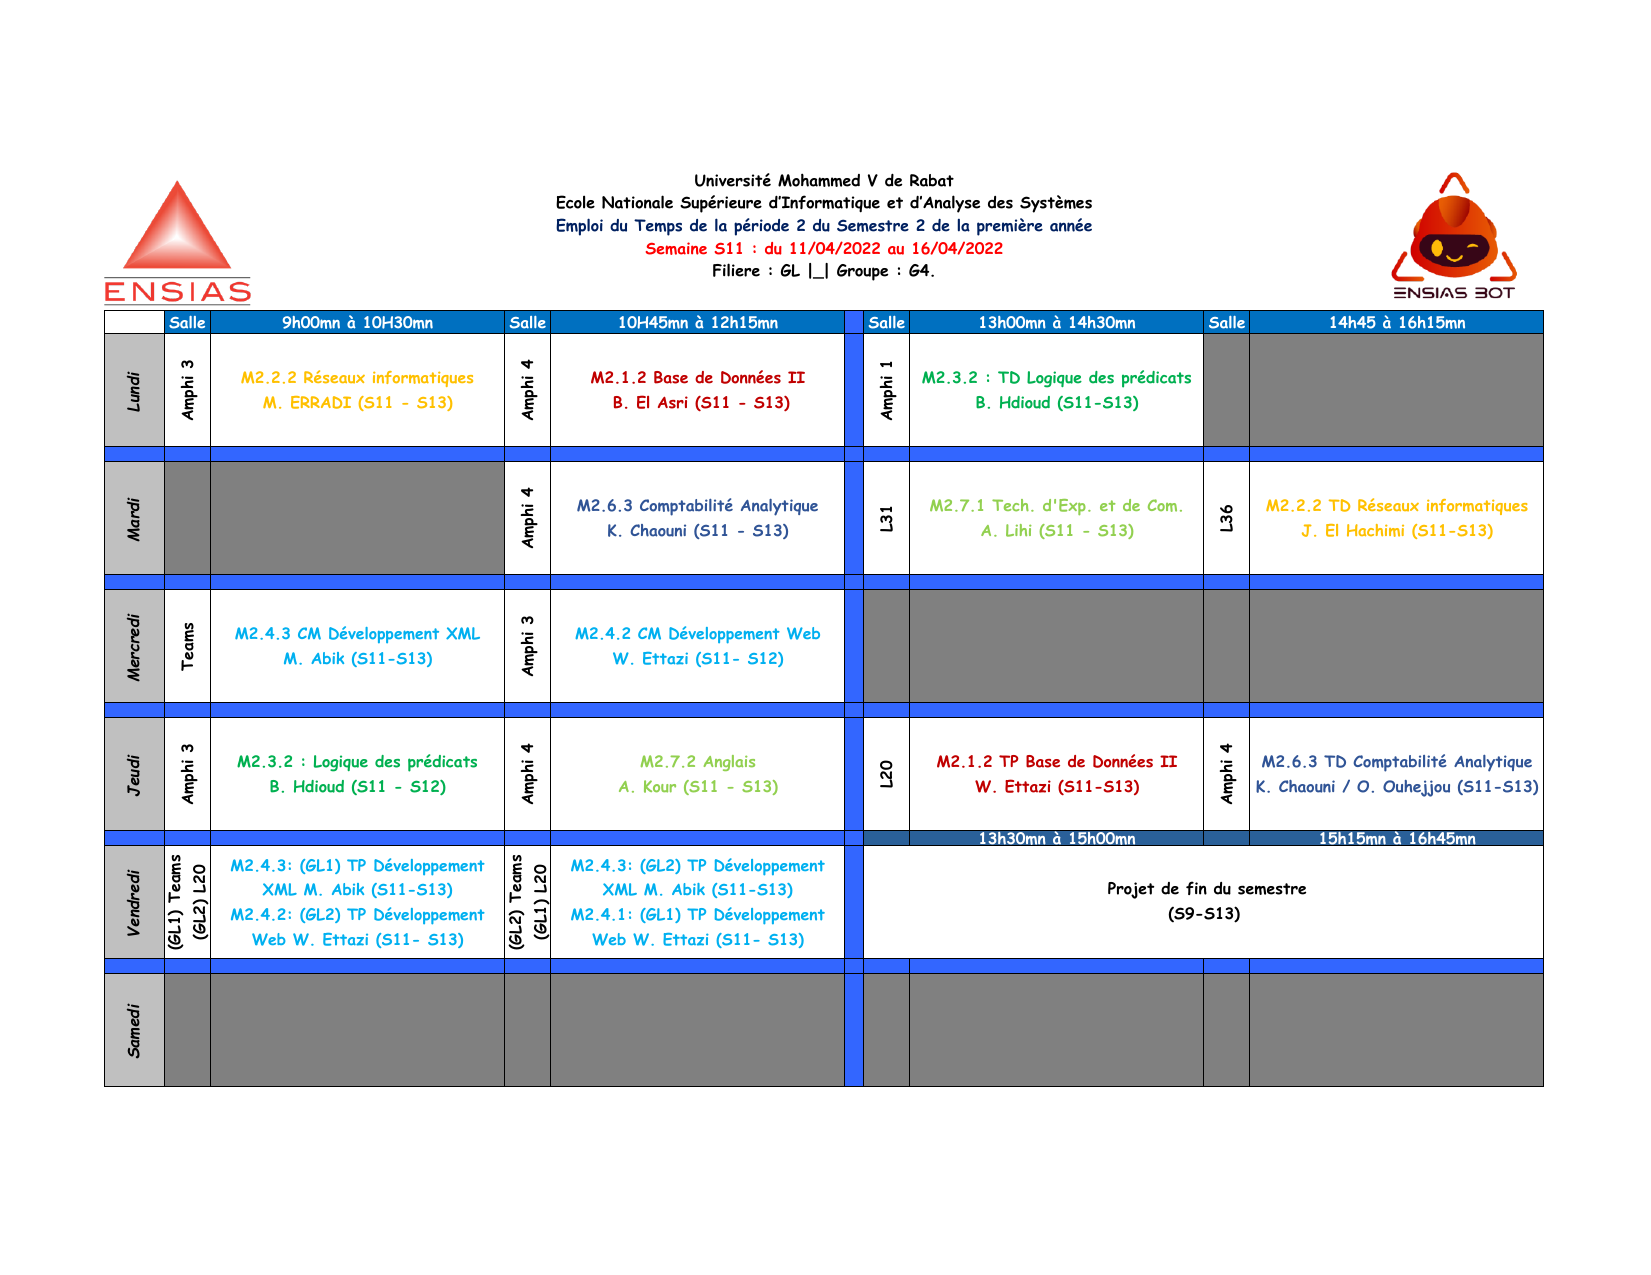 Université Mohammed V de Rabat
Ecole Nationale Supérieure d’Informatique et d’Analyse des Systèmes
Emploi du Temps de la période 2 du Semestre 2 de la première année
Semaine S11 : du 11/04/2022 au 16/04/2022
Filiere : GL |_| Groupe : G4.
ENSIAS
ENSIAS BOT
Salle 9h00mn à 10H30mn Salle 10H45mn à 12h15mn Salle 13h00mn à 14h30mn Salle 14h45 à 16h15mn
Lundi
Amphi 3
M2.2.2 Réseaux informatiques
M. ERRADI (S11 - S13)
Amphi 4
M2.1.2 Base de Données II
B. El Asri (S11 - S13)
Amphi 1
M2.3.2 : TD Logique des prédicats
B. Hdioud (S11-S13)
Mardi
Amphi 4
M2.6.3 Comptabilité Analytique
K. Chaouni (S11 - S13)
L31
M2.7.1 Tech. d'Exp. et de Com.
A. Lihi (S11 - S13)
L36
M2.2.2 TD Réseaux informatiques
J. El Hachimi (S11-S13)
Mercredi
Teams
M2.4.3 CM Développement XML
M. Abik (S11-S13)
Amphi 3
M2.4.2 CM Développement Web
W. Ettazi (S11- S12)
Jeudi
Amphi 3
M2.3.2 : Logique des prédicats
B. Hdioud (S11 - S12)
Amphi 4
M2.7.2 Anglais
A. Kour (S11 - S13)
L20
M2.1.2 TP Base de Données II
W. Ettazi (S11-S13)
Amphi 4
M2.6.3 TD Comptabilité Analytique
K. Chaouni / O. Ouhejjou (S11-S13)
13h30mn à 15h00mn 15h15mn à 16h45mn
Vendredi
(GL1) Teams
(GL2) L20
M2.4.3: (GL1) TP Développement
XML M. Abik (S11-S13)
M2.4.2: (GL2) TP Développement
Web W. Ettazi (S11- S13)
(GL2) Teams
(GL1) L20
M2.4.3: (GL2) TP Développement
XML M. Abik (S11-S13)
M2.4.1: (GL1) TP Développement
Web W. Ettazi (S11- S13)
Projet de fin du semestre
(S9-S13)
Samedi